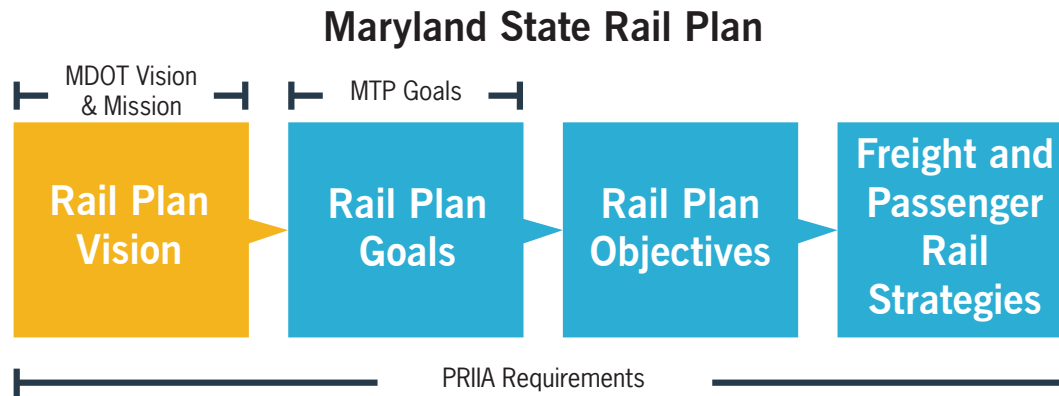 Maryland State Rail Plan
MDOT Vision
& Mission
MTP Goals
Rail Plan
Vision
Rail Plan
Goals
Rail Plan
Objectives
Freight and
Passenger
Rail
Strategies
PRIIA Requirements